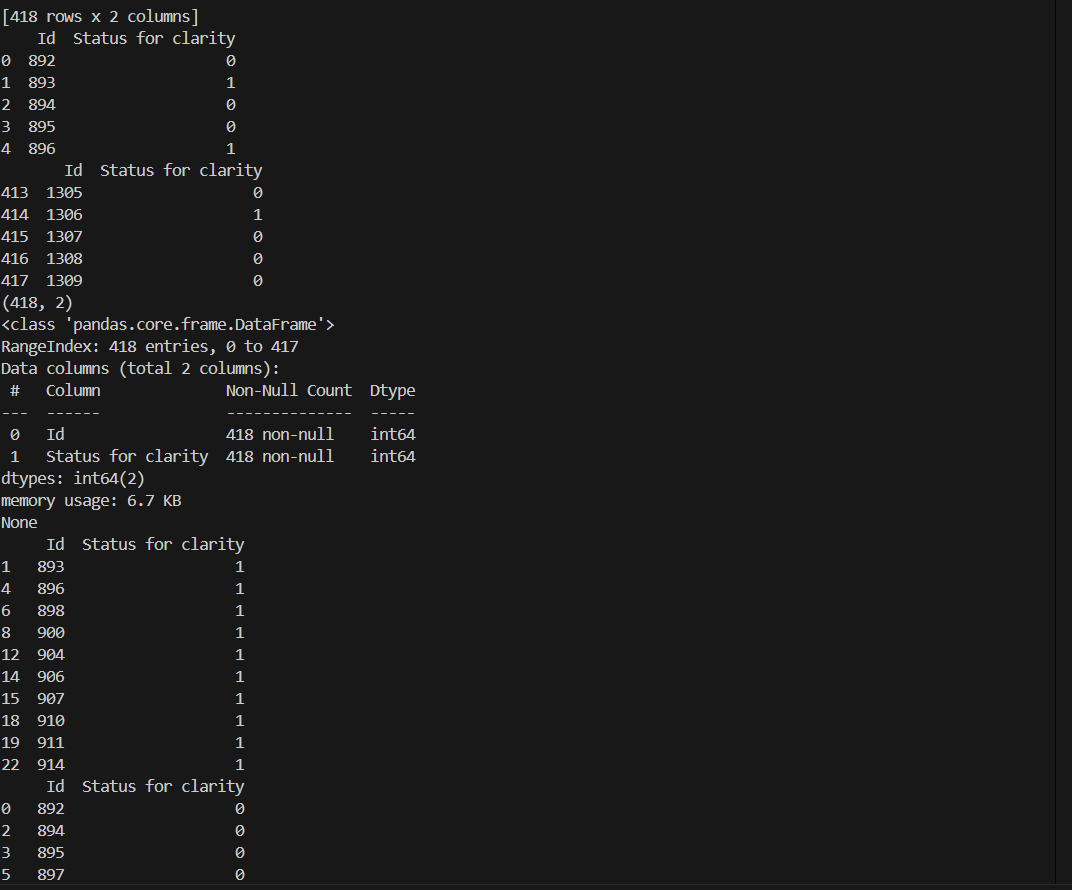 [418 rows x 2 columns]
    Id  Status for clarity
0  892                   0
1  893                   1
2  894                   0
3  895                   0
4  896                   1
       Id  Status for clarity
413  1305                   0
414  1306                   1
415  1307                   0
416  1308                   0
417  1309                   0
(418, 2)
<class 'pandas.core.frame.DataFrame'>
RangeIndex: 418 entries, 0 to 417
Data columns (total 2 columns):
 #   Column              Non-Null Count  Dtype
---  ------              --------------  -----
 0   Id                  418 non-null    int64
 1   Status for clarity  418 non-null    int64
dtypes: int64(2)
memory usage: 6.7 KB
None
     Id  Status for clarity
1   893                   1
4   896                   1
6   898                   1
8   900                   1
12  904                   1
14  906                   1
15  907                   1
18  910                   1
19  911                   1
22  914                   1
     Id  Status for clarity
0   892                   0
2   894                   0
3   895                   0
5   897                   0